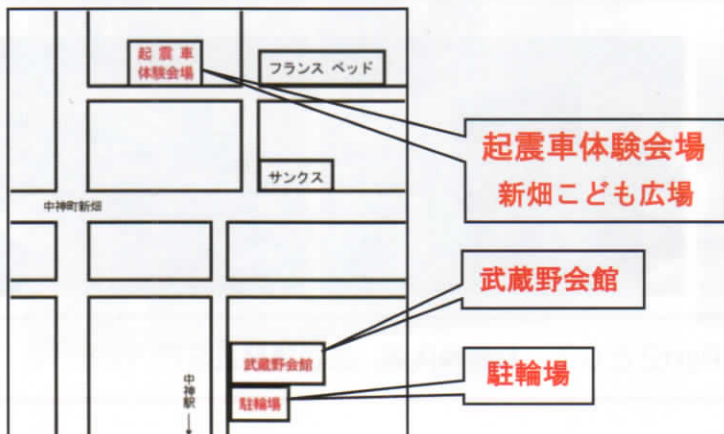 起 震 車
体験会場
フランス ベッド
起震車体験会場
新畑こども広場
サンクス
中神町新畑
武蔵野会館
武蔵野会館
中神駅
駐輪場
駐輪場